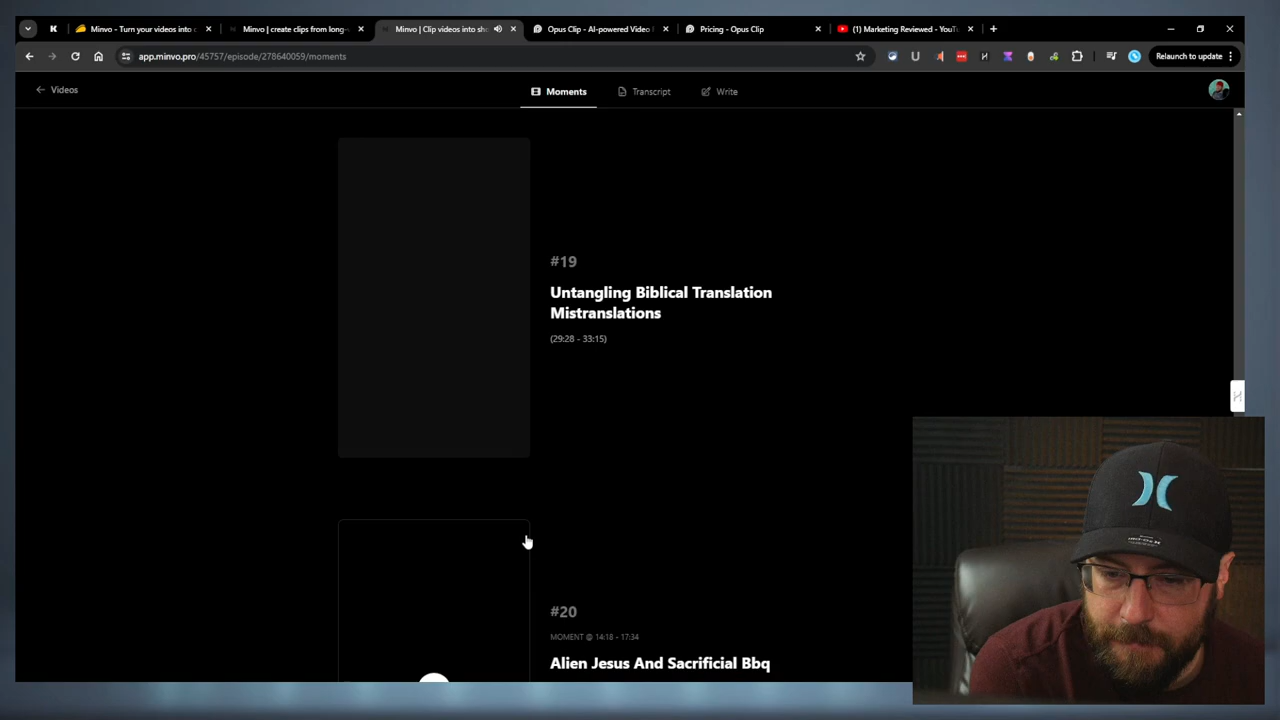 Minvo - Turn your videos into c
Minvo | create clips from long-
Minvo | Clip videos into sh
Opus Clip - AI-powered Video
Pricing - Opus Clip
(1) Marketing Reviewed - YouT
app.minvo.pro/45757/episode/278640059/moments
Relaunch to update
Videos
Moments
Transcript
Write
#19
Untangling Biblical Translation
Mistranslations
(29:28 - 33:15)
#20
MOMENT @ 14:18 - 17:34
Alien Jesus And Sacrificial Bbq